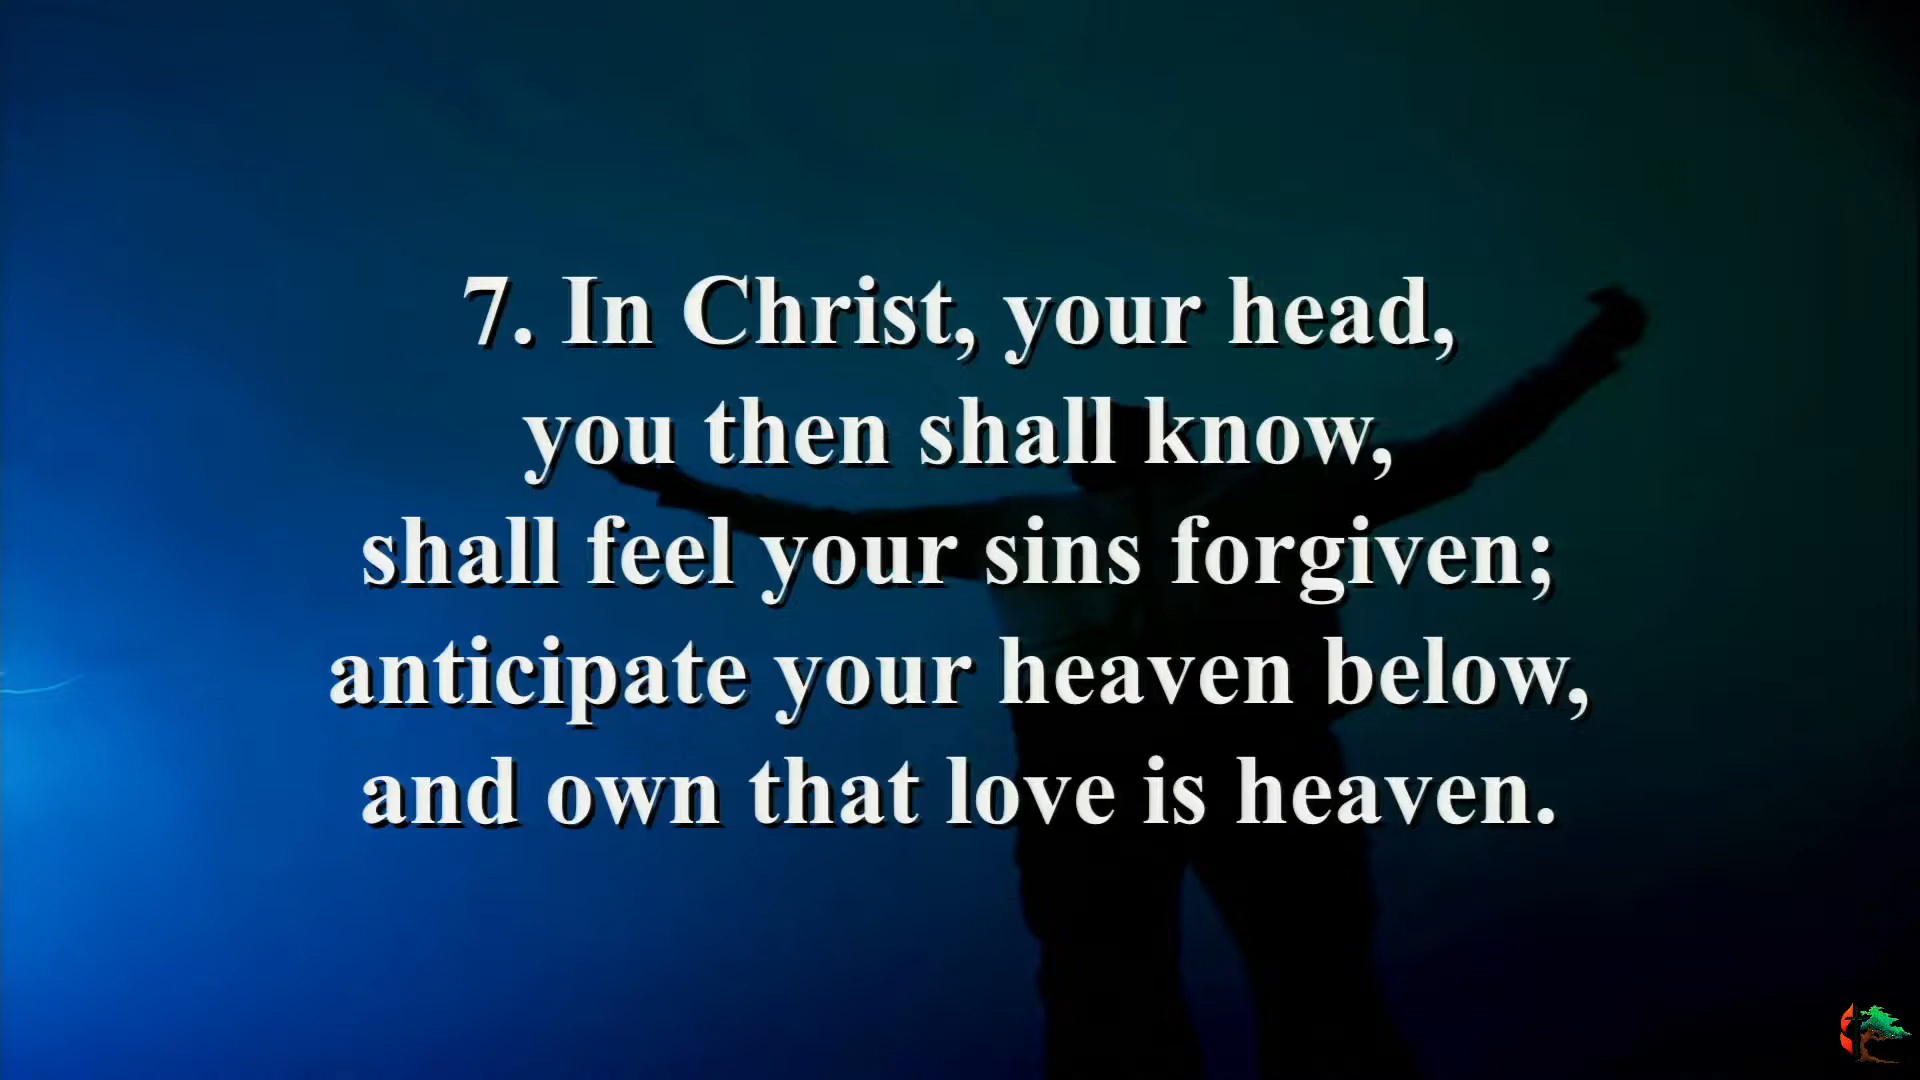 7. In Christ, your head,
you then shall know,
shall feel your sins forgiven;
anticipate your heaven below,
and own that love is heaven.